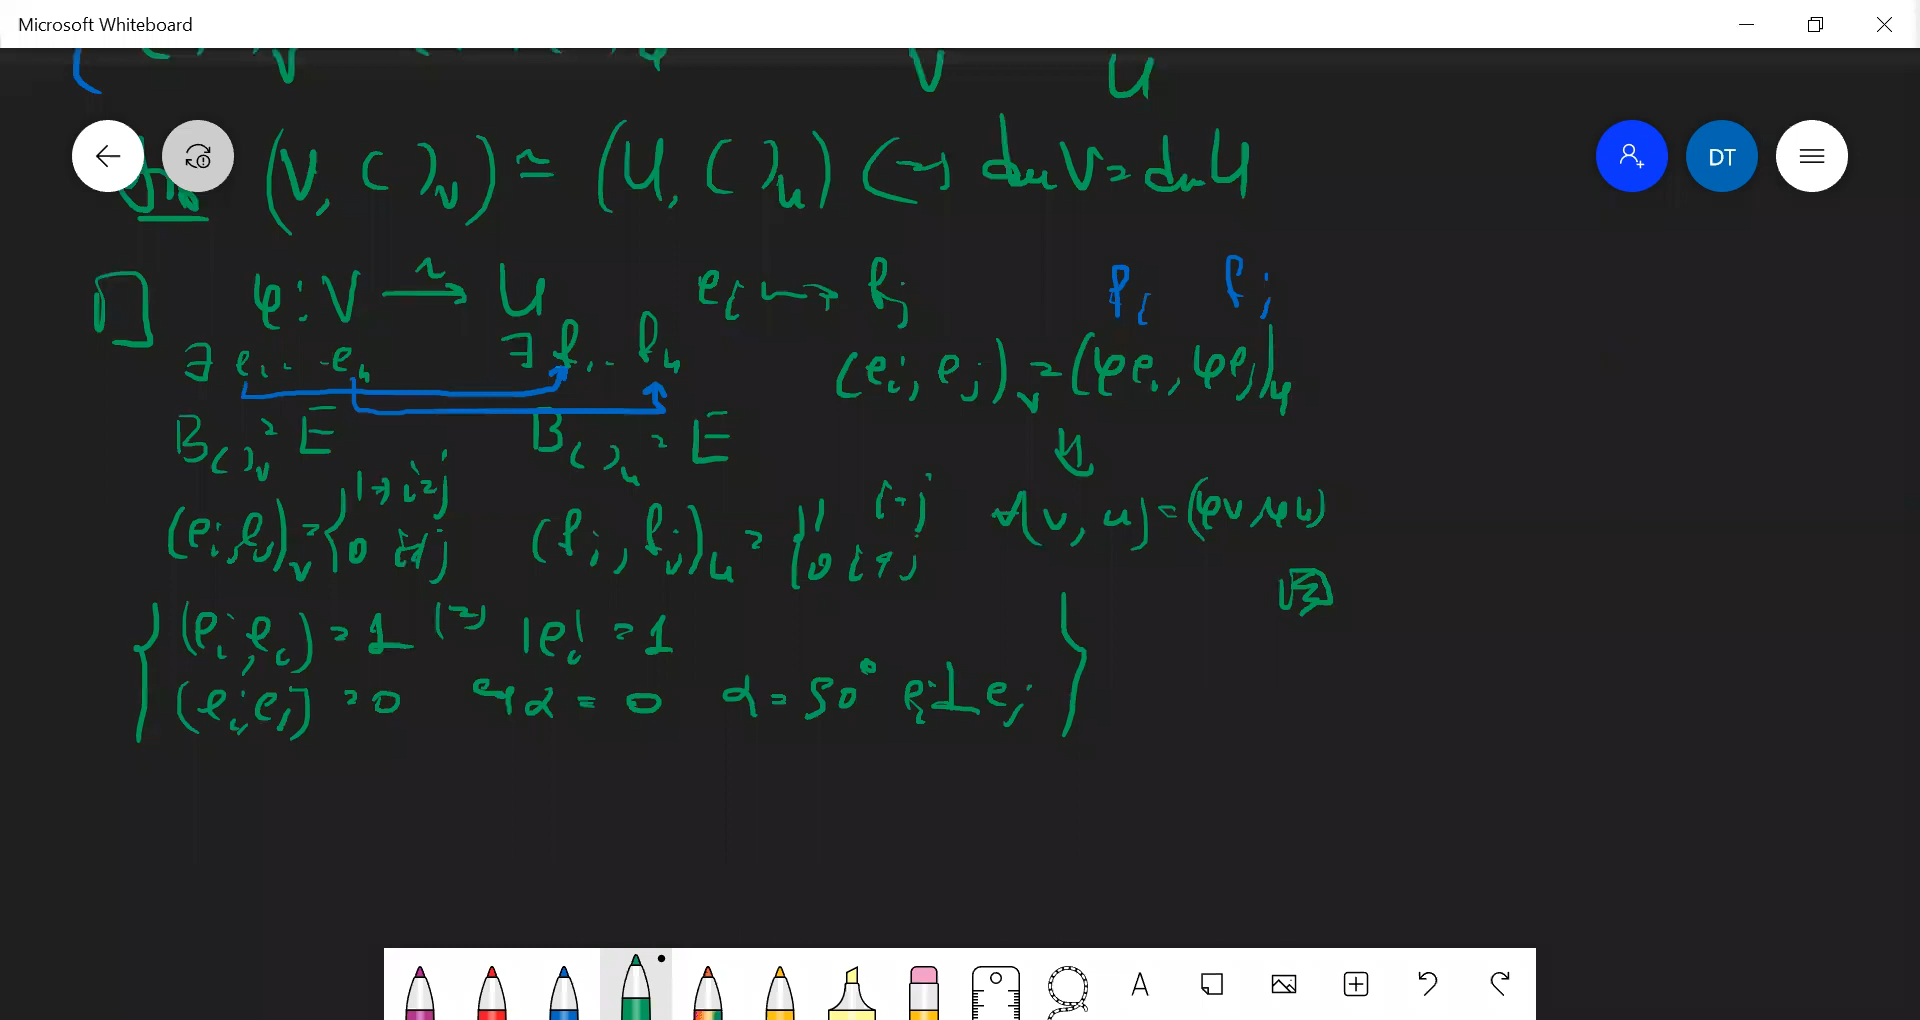 Microsoft Whiteboard
V U
DT
(V, ( )_V) ≃ (U, ( )_U) ⟺ dim V = dim U
φ: V ⥲ U e_i ↦ f_j f_i f_j
∃ e_1 .. e_n ∃ f_1 .. f_n (e_i, e_j)_V = (φe_i, φe_j)_U
B_{( )_V} = E B_{( )_U} = E ⇓
(e_i, e_j)_V = { 1, i=j (f_i, f_j)_U = { 1, i=j ∀(v, u) = (φv, φu)
0 i≠j 0 i≠j
(e_i, e_i) = 1 ⟺ |e_i| = 1
(e_i, e_j) = 0 α = 0 α = 90° e_i ⊥ e_j
A